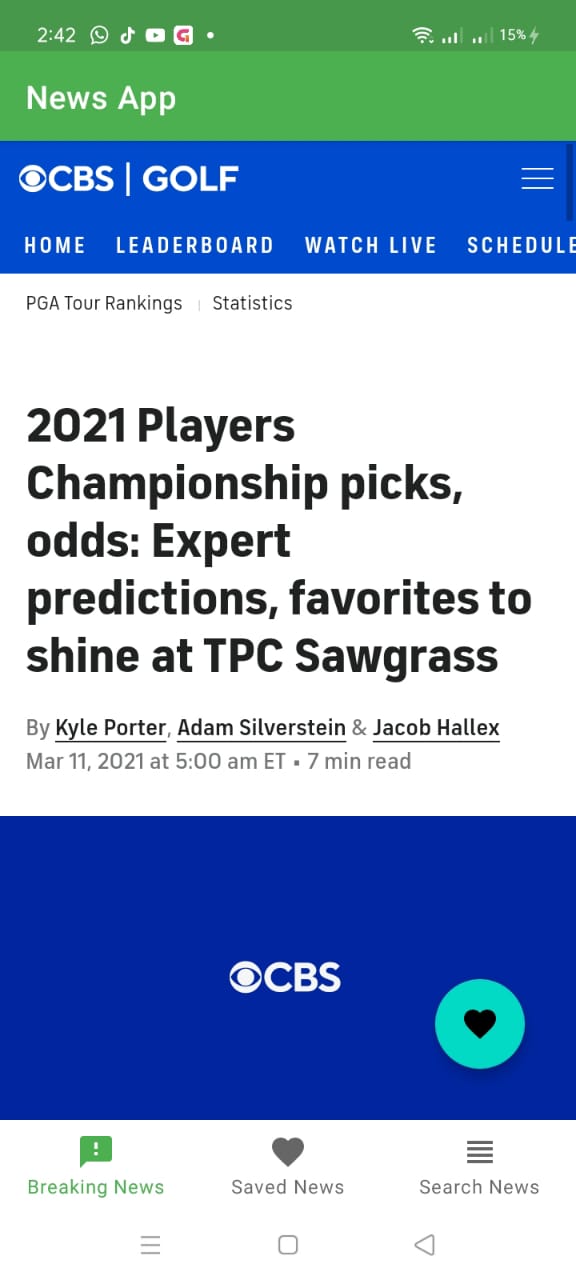 2:42 15%
News App
CBS | GOLF
HOME LEADERBOARD WATCH LIVE SCHEDULE
PGA Tour Rankings | Statistics
2021 Players
Championship picks,
odds: Expert
predictions, favorites to
shine at TPC Sawgrass
By Kyle Porter, Adam Silverstein & Jacob Hallex
Mar 11, 2021 at 5:00 am ET • 7 min read
CBS
Breaking News Saved News Search News